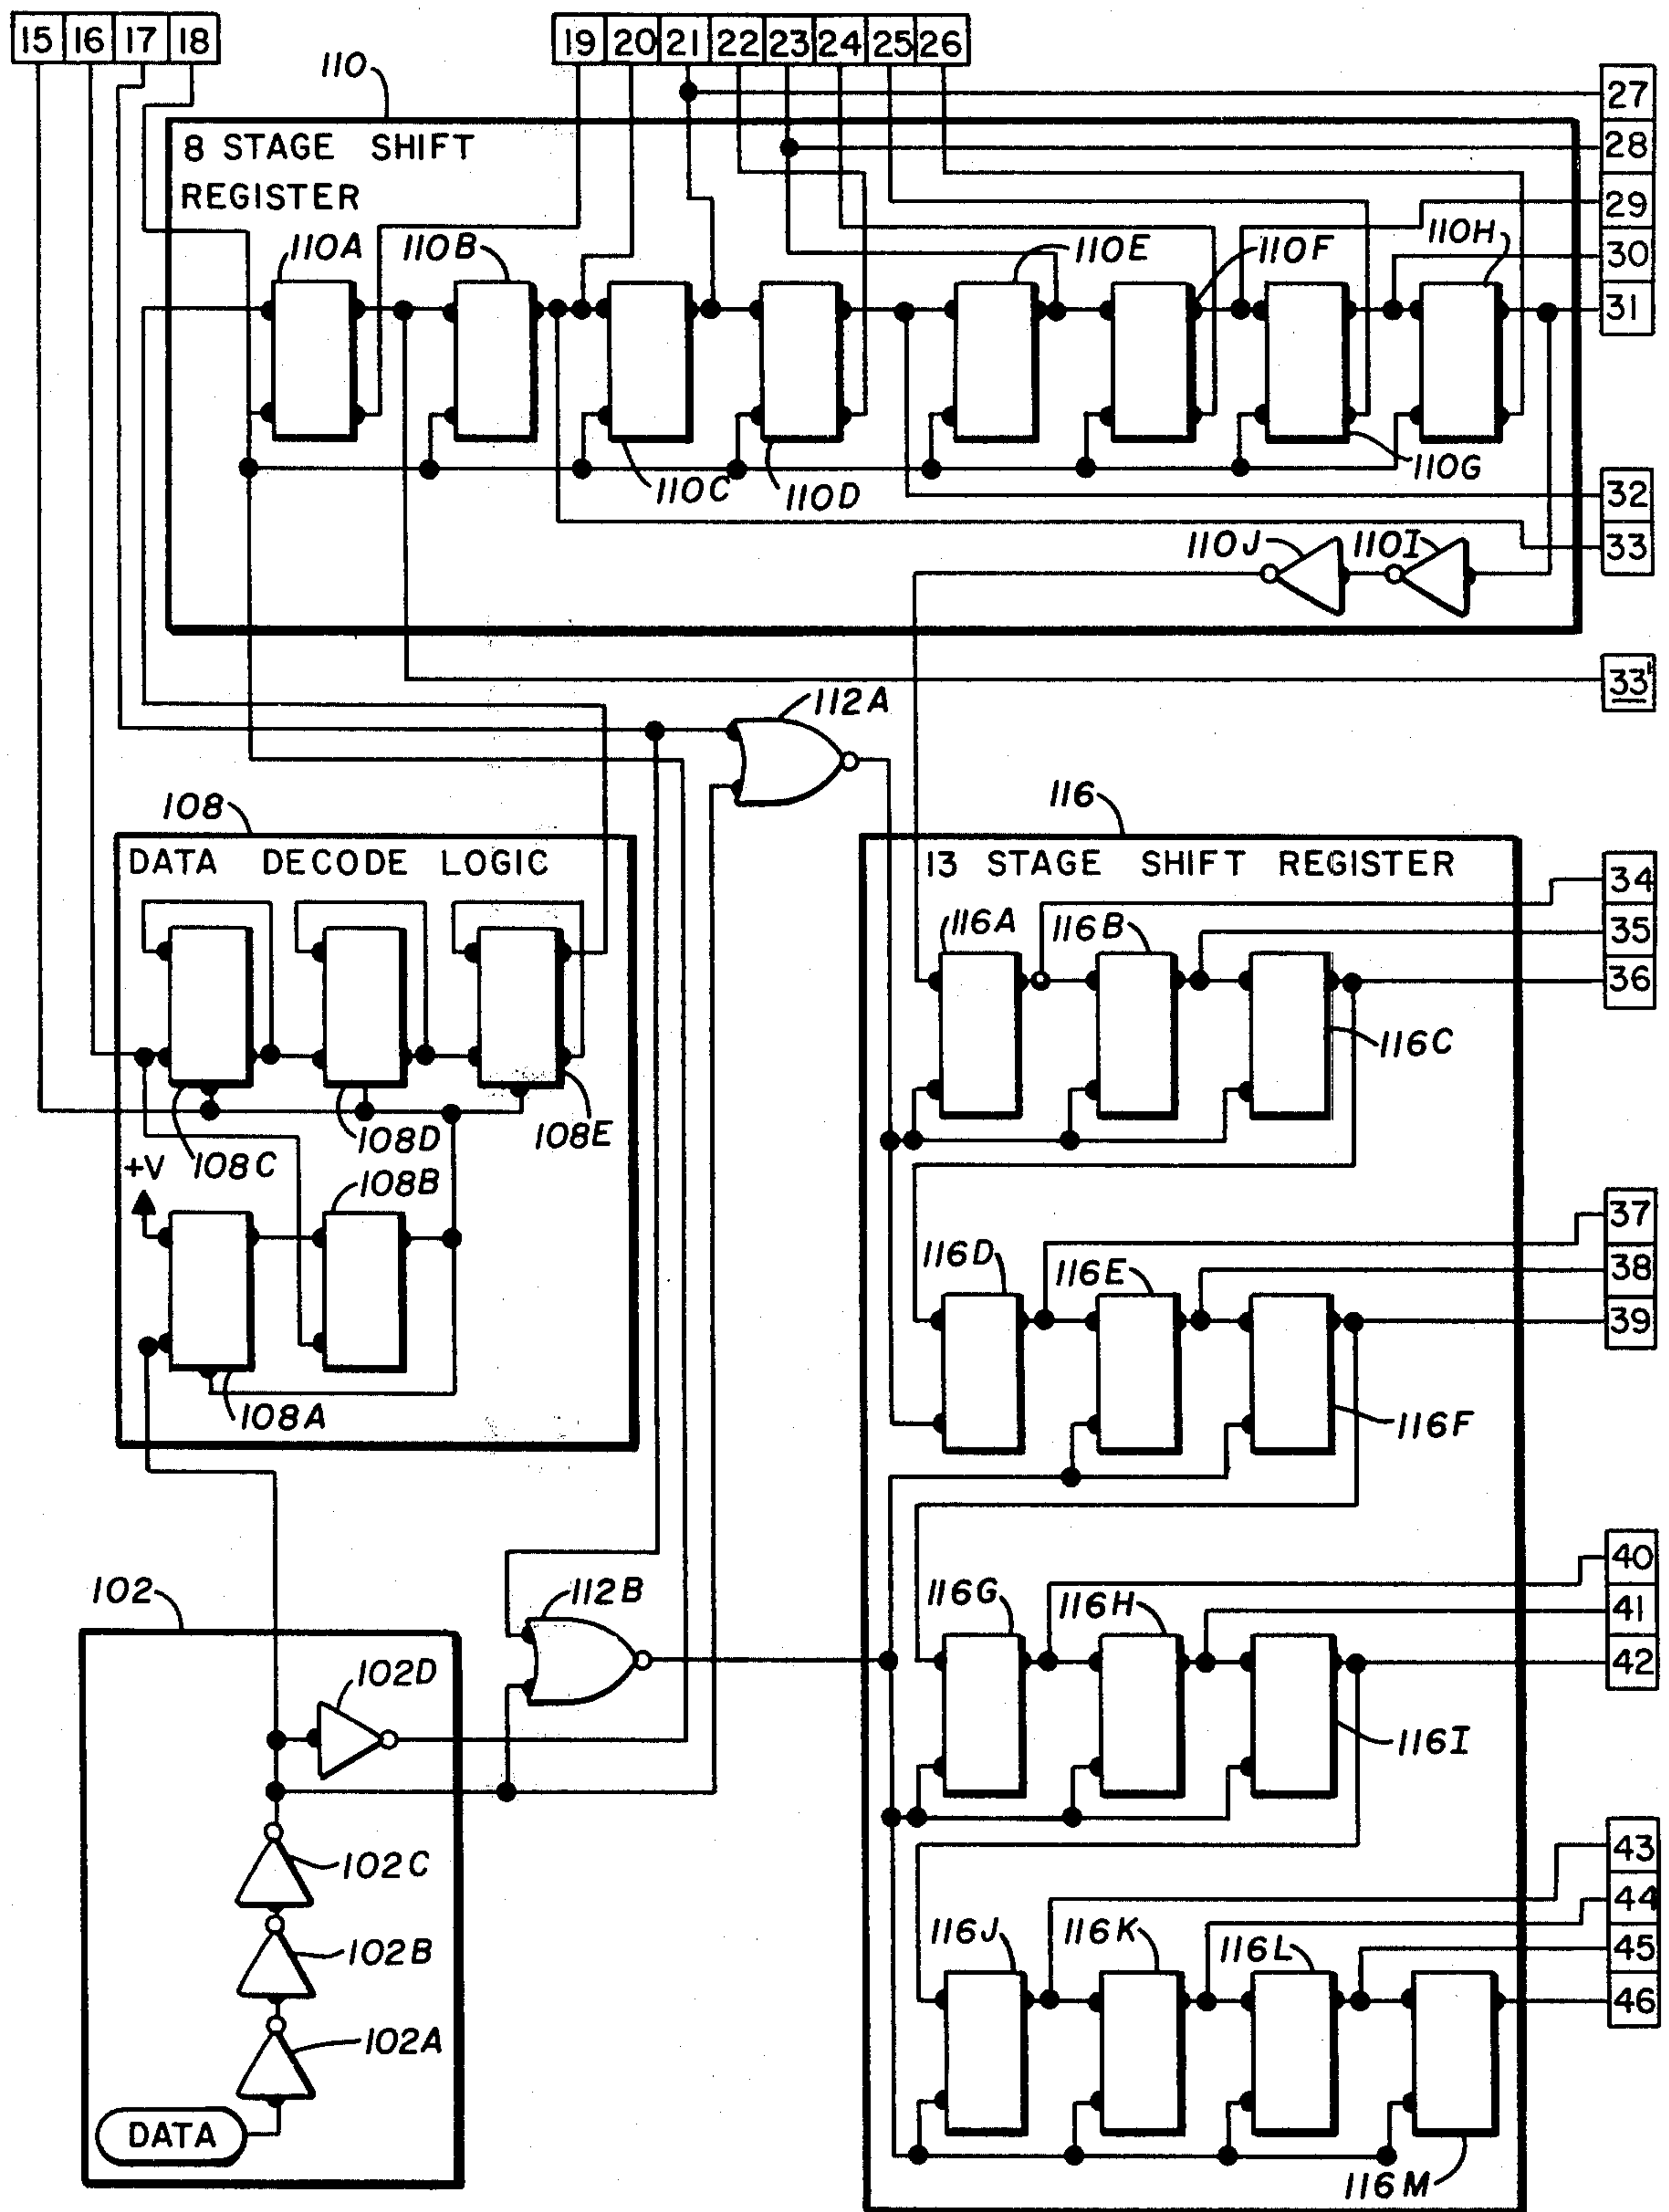 15 16 17 18
19 20 21 22 23 24 25 26
110
27
28
29
30
31
8 STAGE SHIFT
REGISTER
110A
110B
110E
110F
110H
110C
110D
110G
32
33
110J
110I
33'
112A
108
DATA DECODE LOGIC
108C
108D
108E
+V
108B
108A
116
13 STAGE SHIFT REGISTER
34
35
36
116A
116B
116C
37
38
39
116D
116E
116F
40
41
42
116G
116H
116I
43
44
45
46
116J
116K
116L
116M
102
112B
102D
102C
102B
102A
DATA